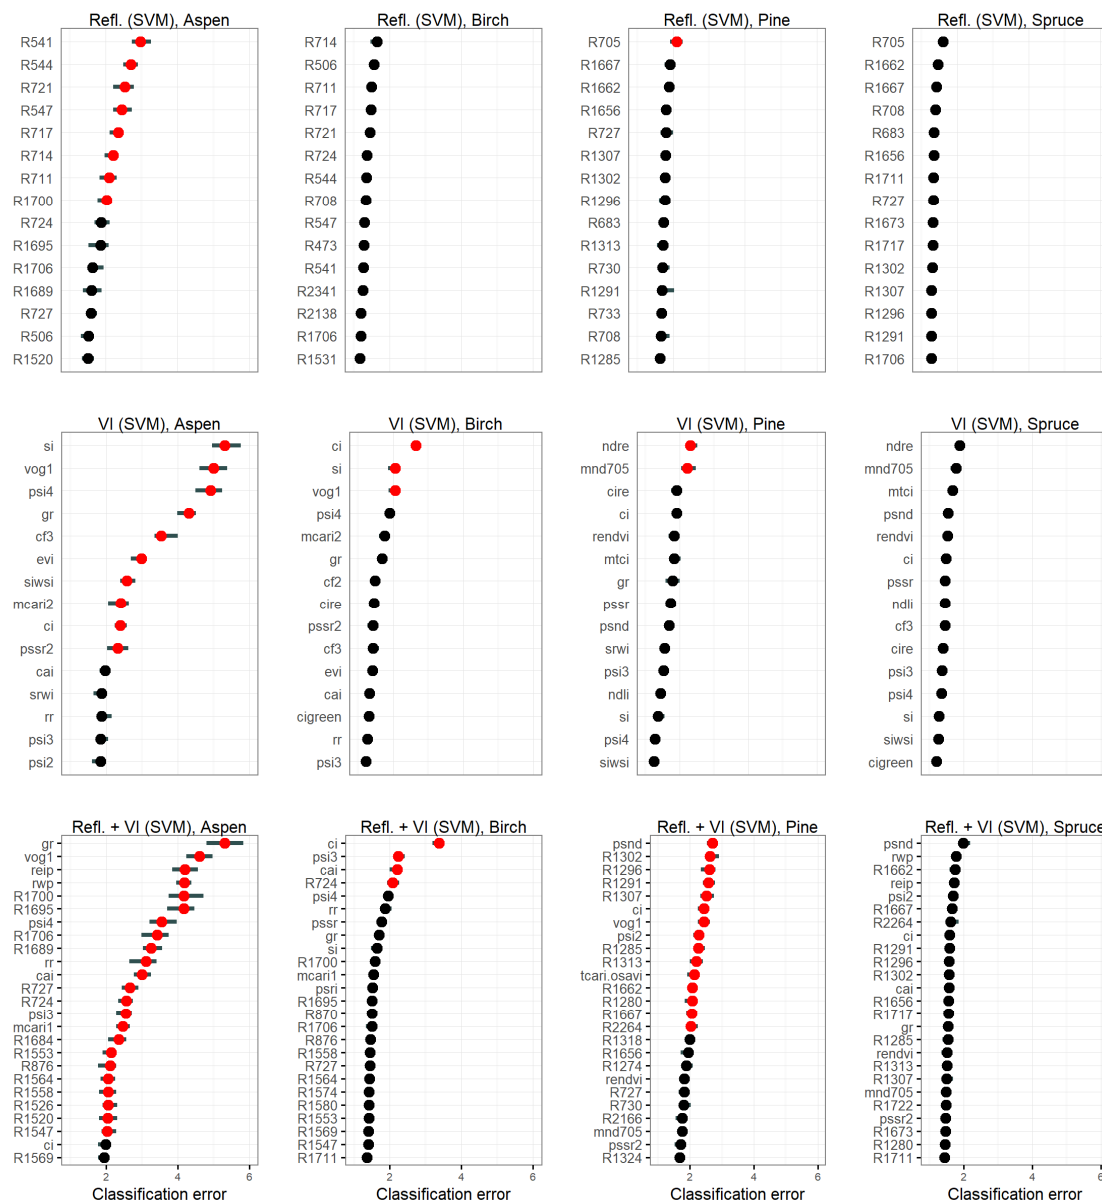 Refl. (SVM), Aspen
R541
R544
R721
R547
R717
R714
R711
R1700
R724
R1695
R1706
R1689
R727
R506
R1520
Refl. (SVM), Birch
R714
R506
R711
R717
R721
R724
R544
R708
R547
R473
R541
R2341
R2138
R1706
R1531
Refl. (SVM), Pine
R705
R1667
R1662
R1656
R727
R1307
R1302
R1296
R683
R1313
R730
R1291
R733
R708
R1285
Refl. (SVM), Spruce
R705
R1662
R1667
R708
R683
R1656
R1711
R727
R1673
R1717
R1302
R1307
R1296
R1291
R1706
VI (SVM), Aspen
si
vog1
psi4
gr
cf3
evi
siwsi
mcari2
ci
pssr2
cai
srwi
rr
psi3
psi2
VI (SVM), Birch
ci
si
vog1
psi4
mcari2
gr
cf2
cire
pssr2
cf3
evi
cai
cigreen
rr
psi3
VI (SVM), Pine
ndre
mnd705
cire
ci
rendvi
mtci
gr
pssr
psnd
srwi
psi3
ndli
si
psi4
siwsi
VI (SVM), Spruce
ndre
mnd705
mtci
psnd
rendvi
ci
pssr
ndli
cf3
cire
psi3
psi4
si
siwsi
cigreen
Refl. + VI (SVM), Aspen
gr
vog1
reip
rwp
R1700
R1695
psi4
R1706
R1689
rr
cai
R727
R724
psi3
mcari1
R1684
R1553
R876
R1564
R1558
R1526
R1520
R1547
ci
R1569
2 4 6
Classification error
Refl. + VI (SVM), Birch
ci
psi3
cai
R724
psi4
rr
pssr
gr
si
R1700
mcari1
psri
R1695
R870
R1706
R876
R1558
R727
R1564
R1574
R1580
R1553
R1569
R1547
R1711
2 4 6
Classification error
Refl. + VI (SVM), Pine
psnd
R1302
R1296
R1291
R1307
ci
vog1
psi2
R1285
R1313
tcari.osavi
R1662
R1280
R1667
R2264
R1318
R1656
R1274
rendvi
R727
R730
R2166
mnd705
pssr2
R1324
2 4 6
Classification error
Refl. + VI (SVM), Spruce
psnd
rwp
R1662
reip
psi2
R1667
R2264
ci
R1291
R1296
R1302
cai
R1656
R1717
gr
R1285
rendvi
R1313
R1307
mnd705
R1722
pssr2
R1673
R1280
R1711
2 4 6
Classification error